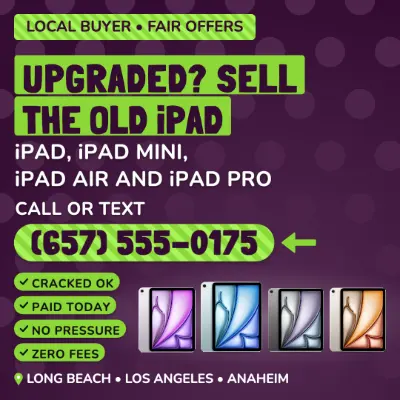 LOCAL BUYER • FAIR OFFERS
UPGRADED? SELL
THE OLD iPAD
iPAD, iPAD MINI,
iPAD AIR AND iPAD PRO
CALL OR TEXT
(657) 555-0175
CRACKED OK
PAID TODAY
NO PRESSURE
ZERO FEES
LONG BEACH • LOS ANGELES • ANAHEIM